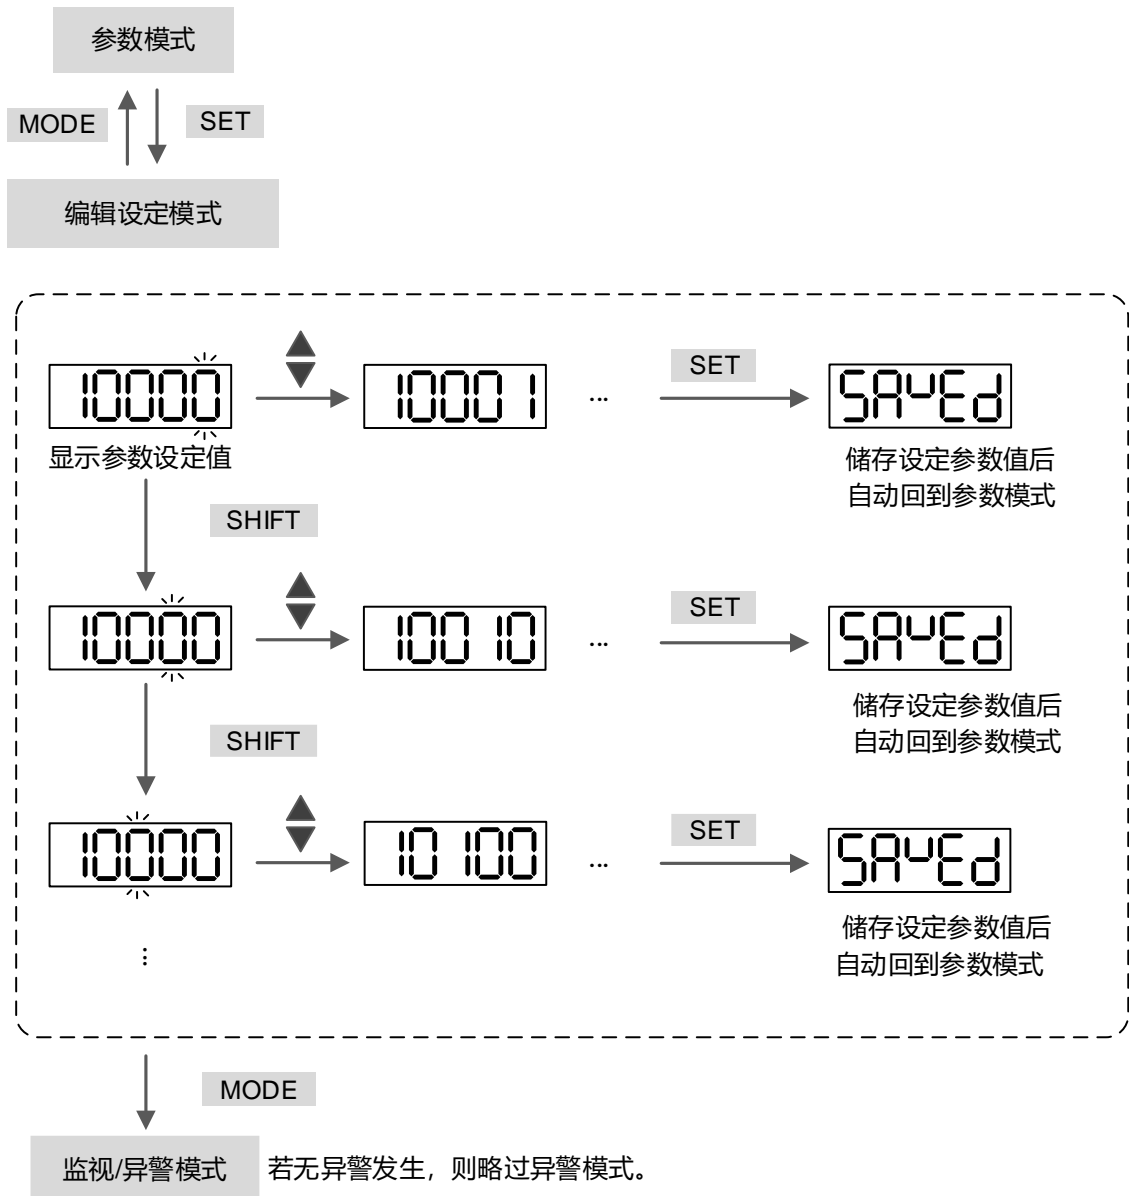 参数模式
MODE
SET
编辑设定模式
10000
10001
...
SET
SAvEd
显示参数设定值
储存设定参数值后
自动回到参数模式
SHIFT
10000
10010
...
SET
SAvEd
储存设定参数值后
自动回到参数模式
SHIFT
10000
10100
...
SET
SAvEd
储存设定参数值后
自动回到参数模式
...
MODE
监视/异警模式
若无异警发生，则略过异警模式。